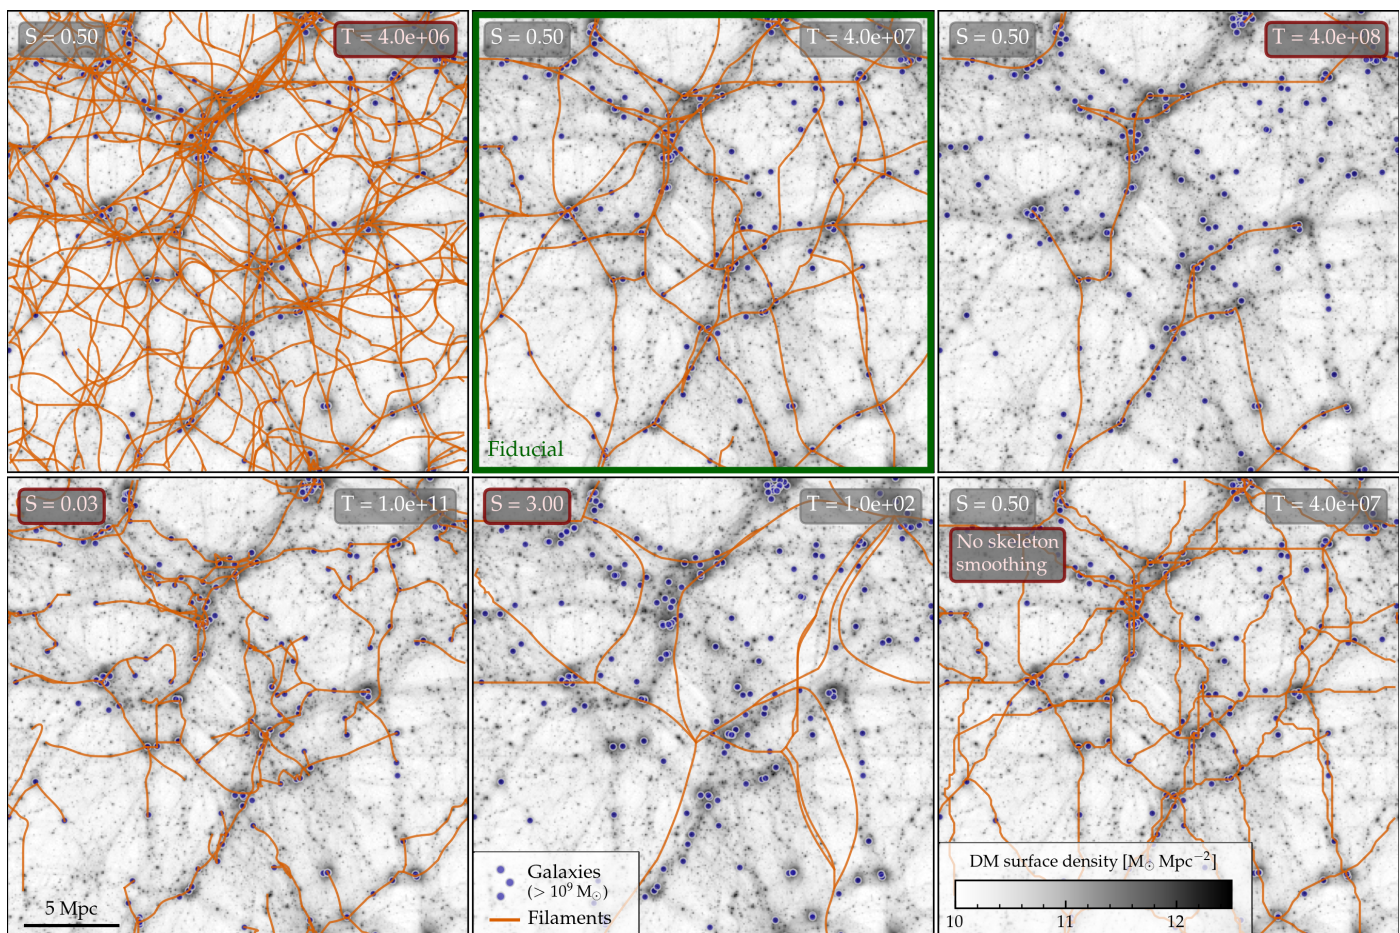 S = 0.50
T = 4.0e+06
S = 0.50
T = 4.0e+07
S = 0.50
T = 4.0e+08
Fiducial
S = 0.03
T = 1.0e+11
S = 3.00
T = 1.0e+02
S = 0.50
T = 4.0e+07
No skeleton
smoothing
5 Mpc
Galaxies
(> 10⁹ M☉)
Filaments
DM surface density [M☉ Mpc⁻²]
10 11 12